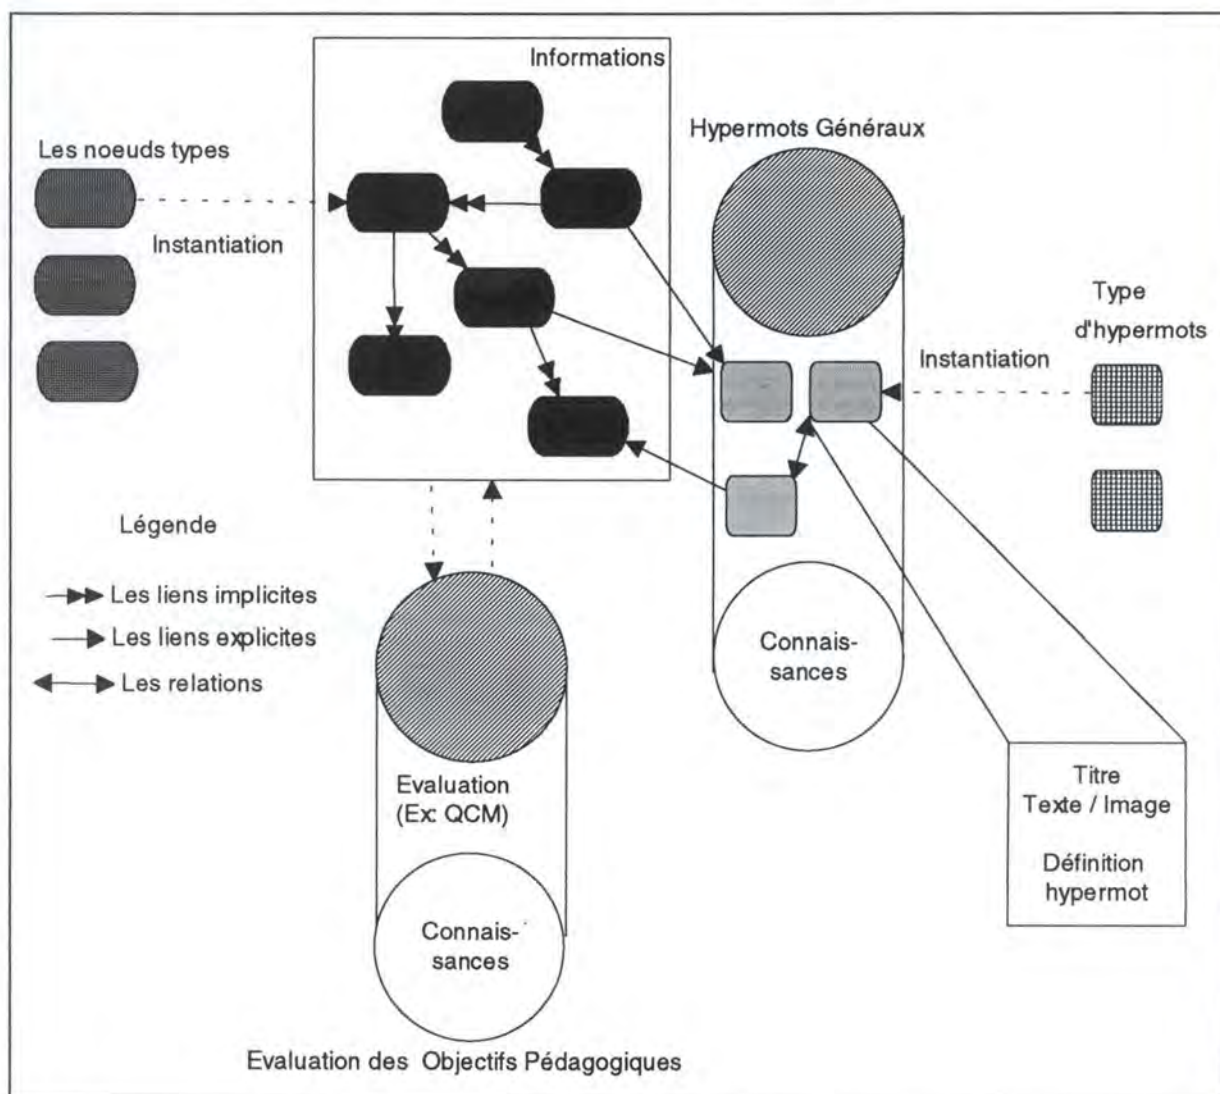 Informations
Hypermots Généraux
Les noeuds types
Instantiation
Type
d'hypermots
Instantiation
Légende
Les liens implicites
Les liens explicites
Les relations
Connais-
sances
Evaluation
(Ex: QCM)
Titre
Texte / Image
Définition
hypermot
Connais-
sances
Evaluation des Objectifs Pédagogiques